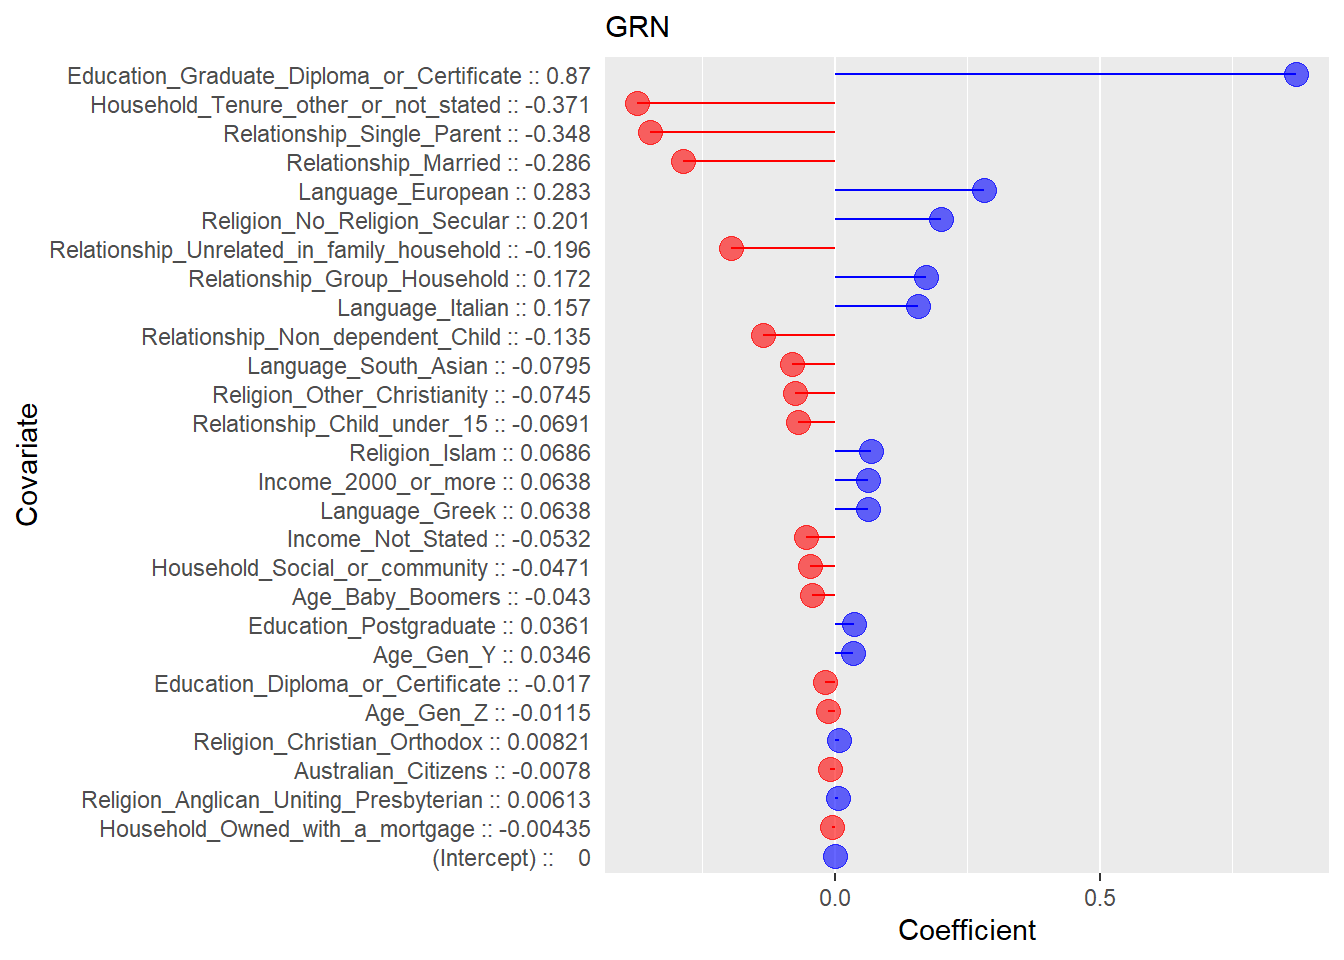 GRN
Education_Graduate_Diploma_or_Certificate :: 0.87
Household_Tenure_other_or_not_stated :: -0.371
Relationship_Single_Parent :: -0.348
Relationship_Married :: -0.286
Language_European :: 0.283
Religion_No_Religion_Secular :: 0.201
Relationship_Unrelated_in_family_household :: -0.196
Relationship_Group_Household :: 0.172
Language_Italian :: 0.157
Relationship_Non_dependent_Child :: -0.135
Language_South_Asian :: -0.0795
Religion_Other_Christianity :: -0.0745
Relationship_Child_under_15 :: -0.0691
Religion_Islam :: 0.0686
Income_2000_or_more :: 0.0638
Language_Greek :: 0.0638
Income_Not_Stated :: -0.0532
Household_Social_or_community :: -0.0471
Age_Baby_Boomers :: -0.043
Education_Postgraduate :: 0.0361
Age_Gen_Y :: 0.0346
Education_Diploma_or_Certificate :: -0.017
Age_Gen_Z :: -0.0115
Religion_Christian_Orthodox :: 0.00821
Australian_Citizens :: -0.0078
Religion_Anglican_Uniting_Presbyterian :: 0.00613
Household_Owned_with_a_mortgage :: -0.00435
(Intercept) :: 0
Covariate
0.0 0.5
Coefficient